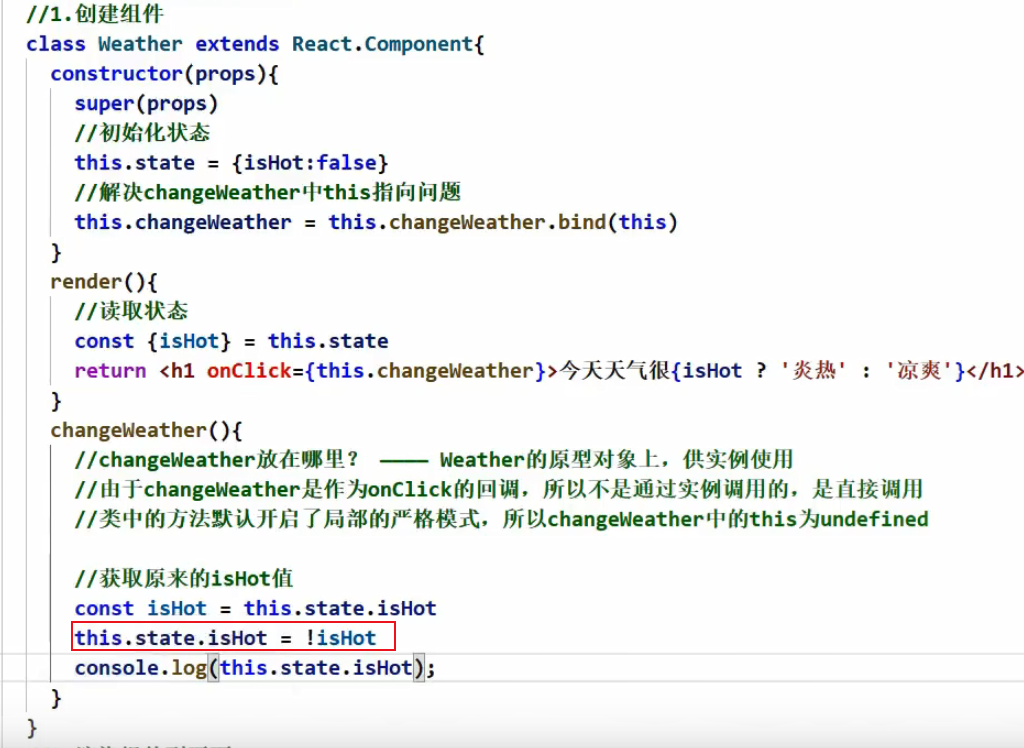 //1.创建组件
class Weather extends React.Component{
constructor(props){
super(props)
//初始化状态
this.state = {isHot:false}
//解决changeWeather中this指向问题
this.changeWeather = this.changeWeather.bind(this)
}
render(){
//读取状态
const {isHot} = this.state
return <h1 onClick={this.changeWeather}>今天天气很{isHot ? '炎热' : '凉爽'}</h1>
}
changeWeather(){
//changeWeather放在哪里? ———— Weather的原型对象上，供实例使用
//由于changeWeather是作为onClick的回调，所以不是通过实例调用的，是直接调用
//类中的方法默认开启了局部的严格模式，所以changeWeather中的this为undefined
//获取原来的isHot值
const isHot = this.state.isHot
this.state.isHot = !isHot
console.log(this.state.isHot);
}
}